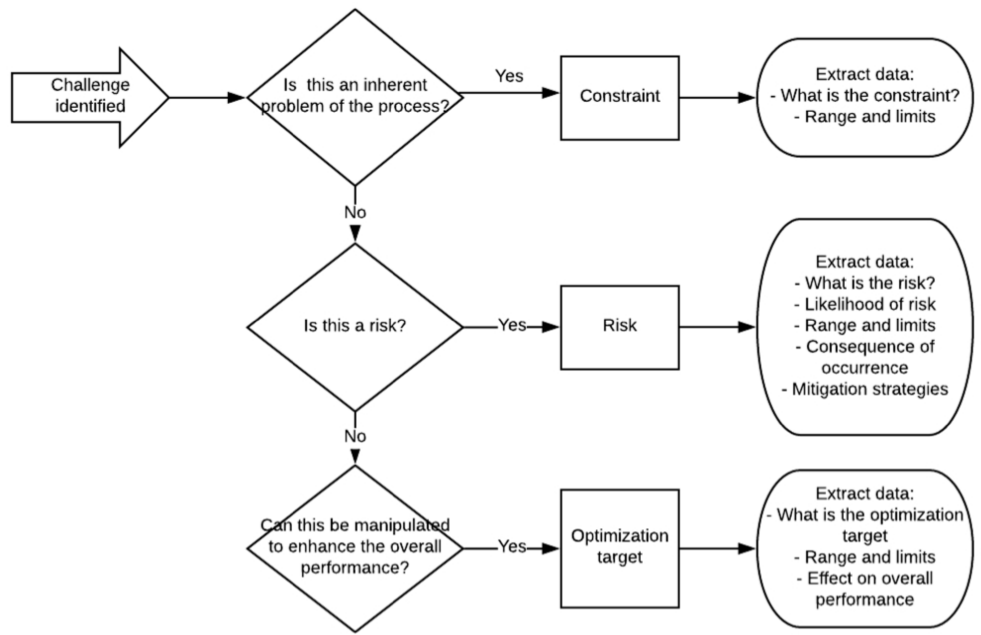 Challenge
identified
Is this an inherent
problem of the process?
Yes
Constraint
Extract data:
- What is the constraint?
- Range and limits
No
Is this a risk?
Yes
Risk
Extract data:
- What is the risk?
- Likelihood of risk
- Range and limits
- Consequence of
occurrence
- Mitigation strategies
No
Can this be manipulated
to enhance the overall
performance?
Yes
Optimization
target
Extract data:
- What is the optimization
target
- Range and limits
- Effect on overall
performance